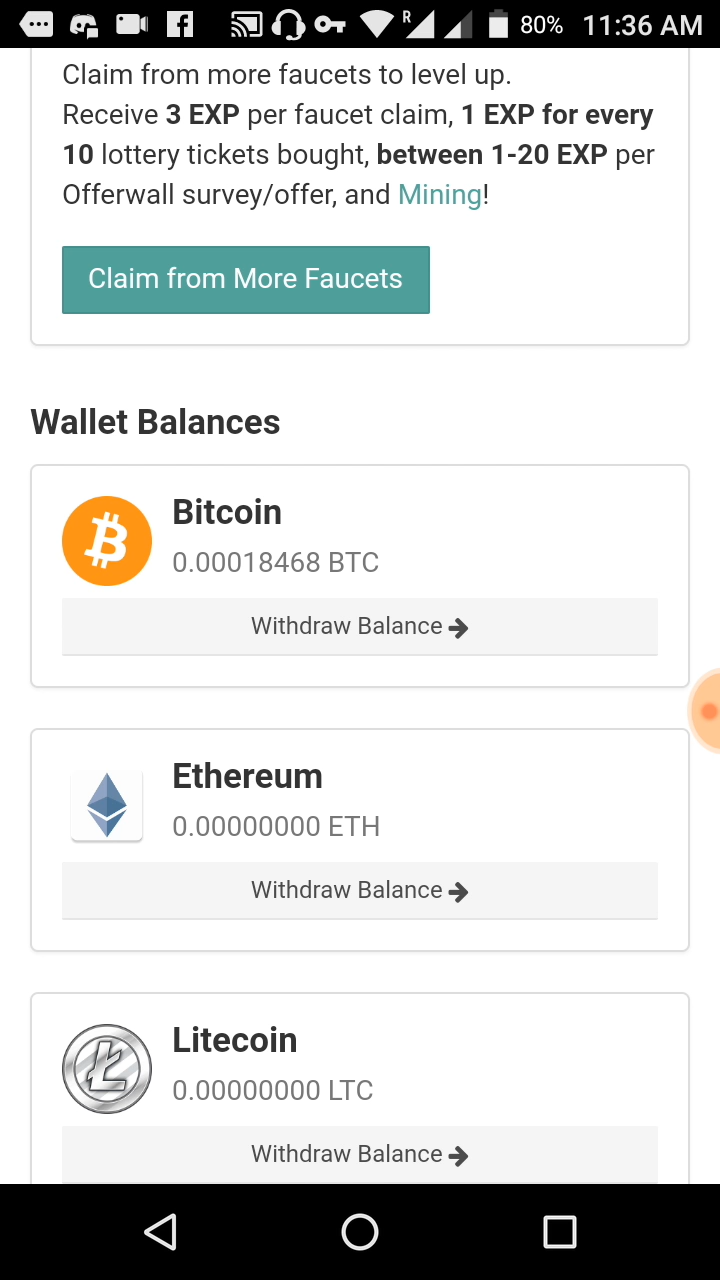 R 80% 11:36 AM
Claim from more faucets to level up.
Receive 3 EXP per faucet claim, 1 EXP for every
10 lottery tickets bought, between 1-20 EXP per
Offerwall survey/offer, and Mining!
Claim from More Faucets
Wallet Balances
Bitcoin
0.00018468 BTC
Withdraw Balance
Ethereum
0.00000000 ETH
Withdraw Balance
Litecoin
0.00000000 LTC
Withdraw Balance